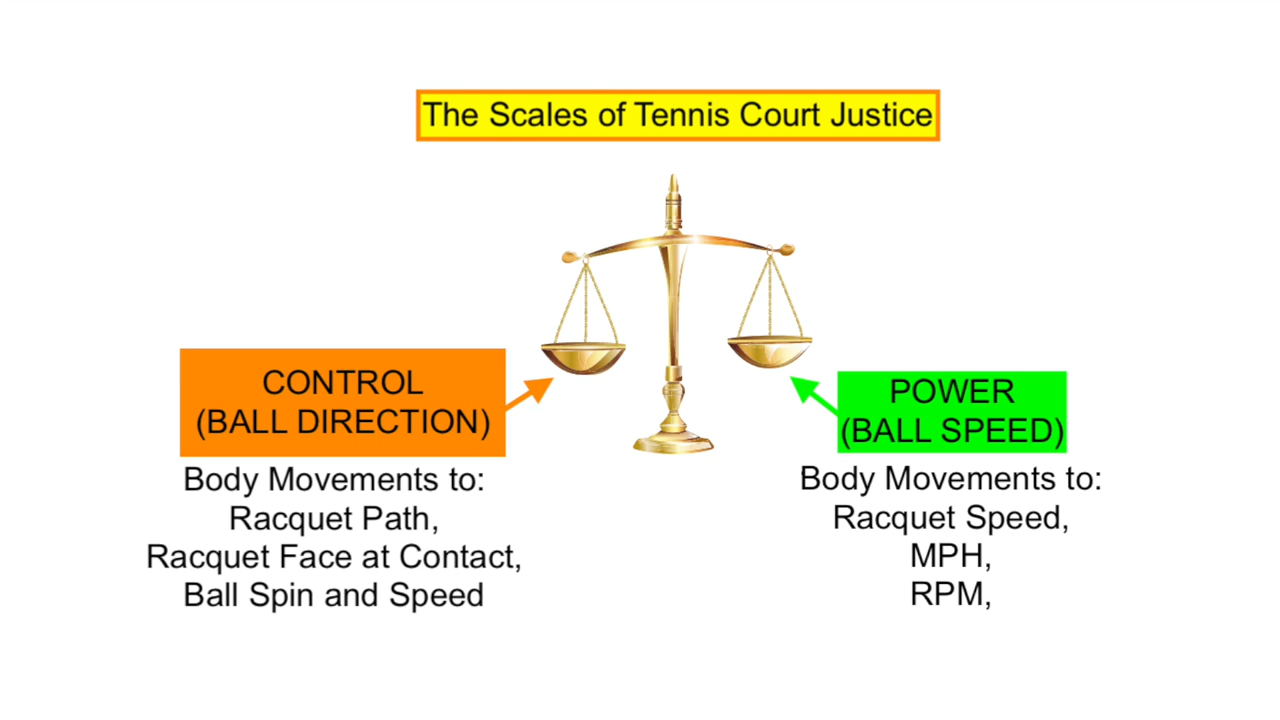 The Scales of Tennis Court Justice
CONTROL
(BALL DIRECTION)
Body Movements to:
Racquet Path,
Racquet Face at Contact,
Ball Spin and Speed
POWER
(BALL SPEED)
Body Movements to:
Racquet Speed,
MPH,
RPM,